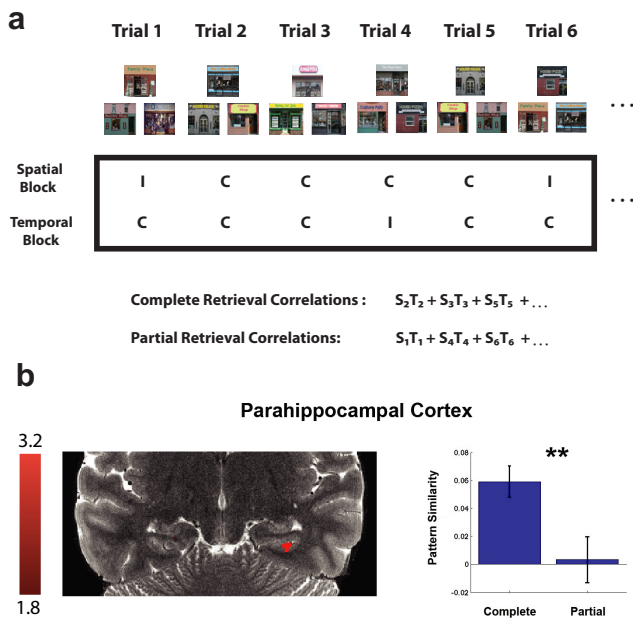 a
Trial 1 Trial 2 Trial 3 Trial 4 Trial 5 Trial 6
...
Spatial Block I C C C C I ...
Temporal Block C C C I C C
Complete Retrieval Correlations : S₂T₂ + S₃T₃ + S₅T₅ + ...
Partial Retrieval Correlations: S₁T₁ + S₄T₄ + S₆T₆ + ...
b
Parahippocampal Cortex
3.2
1.8
**
Pattern Similarity
0.08
0.06
0.04
0.02
0
-0.02
Complete Partial